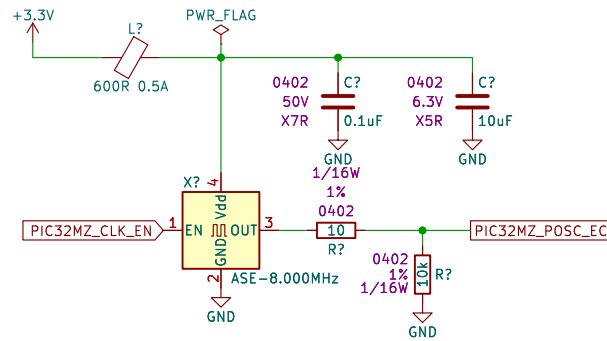 +3.3V
PWR_FLAG
L?
600R 0.5A
0402
50V
X7R
C?
0.1uF
GND
0402
6.3V
X5R
C?
10uF
GND
X?
4
Vdd
PIC32MZ_CLK_EN
1
EN
OUT
3
GND
2
ASE-8.000MHz
GND
1/16W
1%
0402
10
R?
PIC32MZ_POSC_EC
0402
1%
1/16W
10k
R?
GND